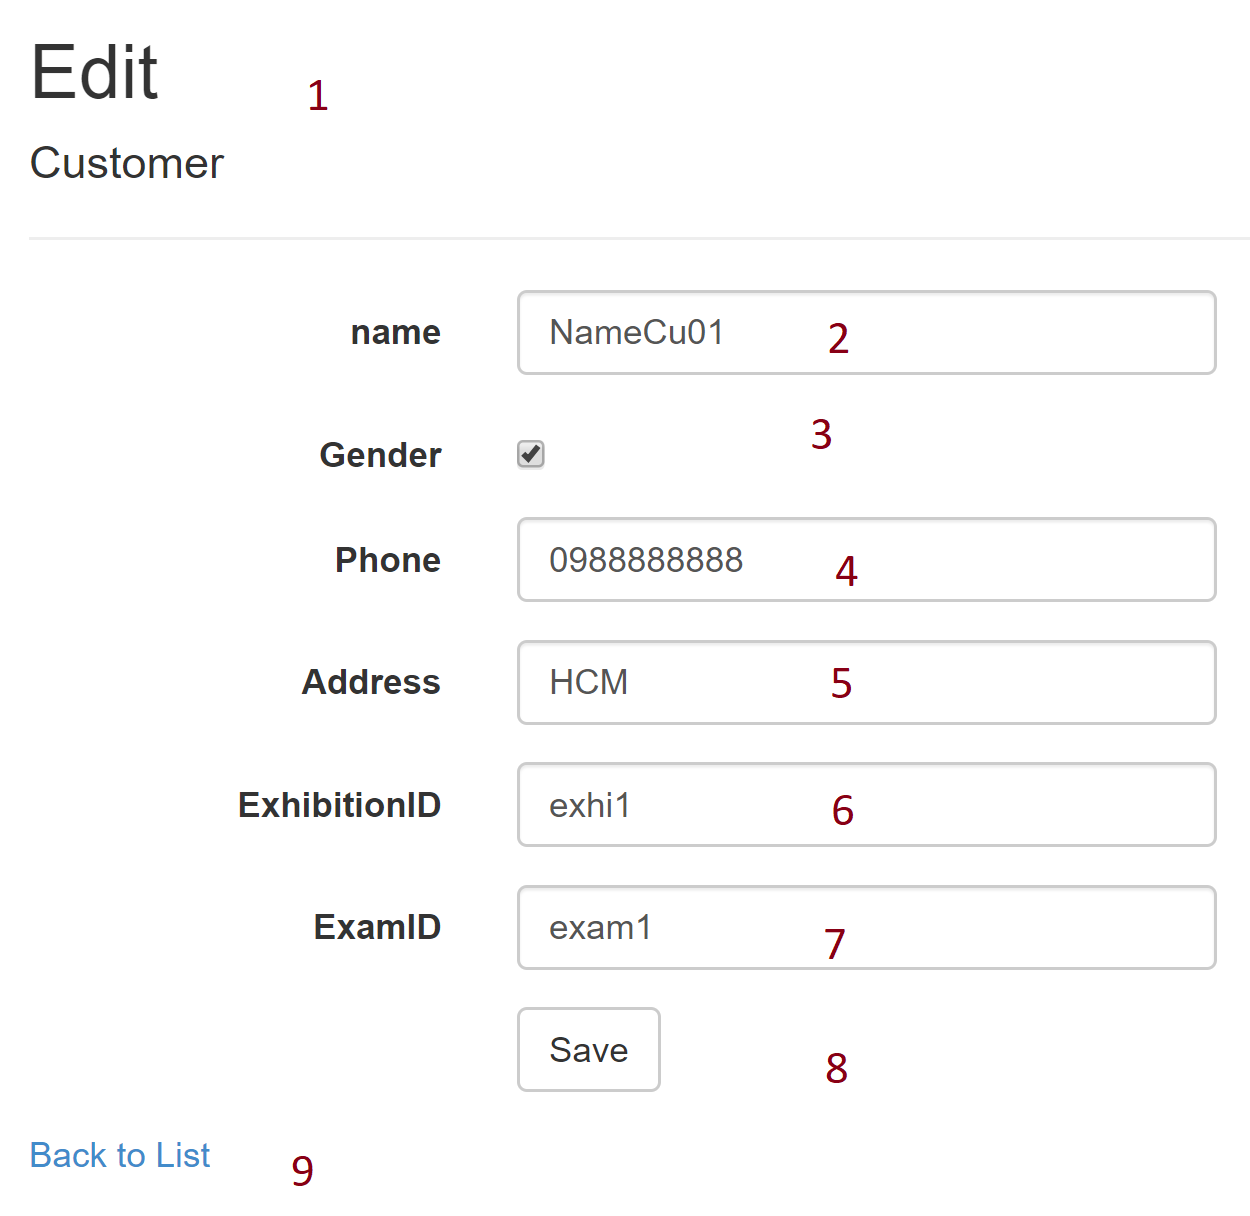 Edit 1
Customer
name NameCu01 2
Gender 3
Phone 0988888888 4
Address HCM 5
ExhibitionID exhi1 6
ExamID exam1 7
Save 8
Back to List 9